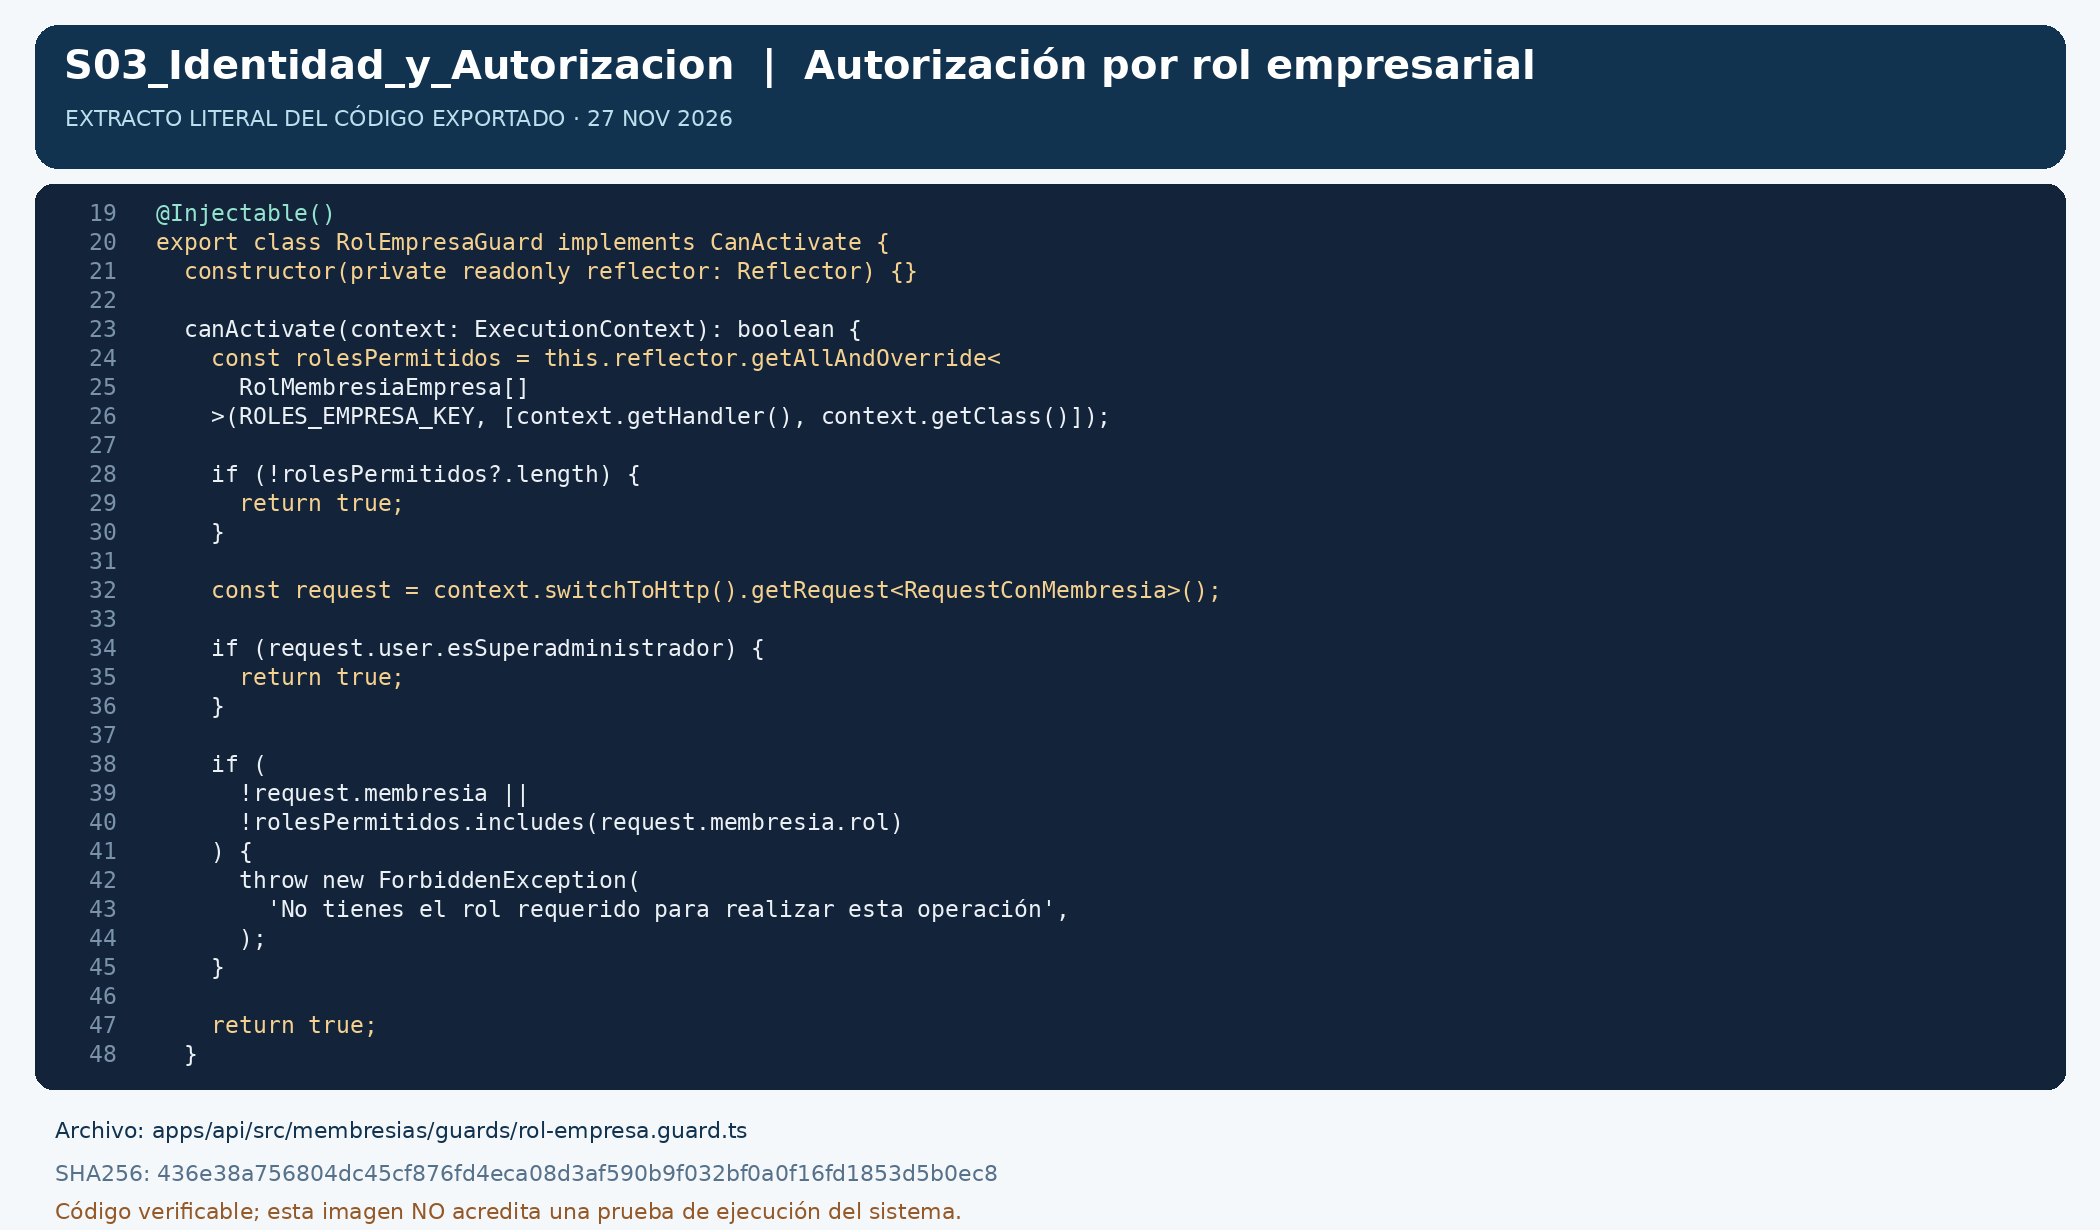 S03_Identidad_y_Autorizacion | Autorización por rol empresarial
EXTRACTO LITERAL DEL CÓDIGO EXPORTADO · 27 NOV 2026
19 @Injectable()
20 export class RolEmpresaGuard implements CanActivate {
21   constructor(private readonly reflector: Reflector) {}
22
23   canActivate(context: ExecutionContext): boolean {
24     const rolesPermitidos = this.reflector.getAllAndOverride<
25       RolMembresiaEmpresa[]
26     >(ROLES_EMPRESA_KEY, [context.getHandler(), context.getClass()]);
27
28     if (!rolesPermitidos?.length) {
29       return true;
30     }
31
32     const request = context.switchToHttp().getRequest<RequestConMembresia>();
33
34     if (request.user.esSuperadministrador) {
35       return true;
36     }
37
38     if (
39       !request.membresia ||
40       !rolesPermitidos.includes(request.membresia.rol)
41     ) {
42       throw new ForbiddenException(
43         'No tienes el rol requerido para realizar esta operación',
44       );
45     }
46
47     return true;
48   }
Archivo: apps/api/src/membresias/guards/rol-empresa.guard.ts
SHA256: 436e38a756804dc45cf876fd4eca08d3af590b9f032bf0a0f16fd1853d5b0ec8
Código verificable; esta imagen NO acredita una prueba de ejecución del sistema.